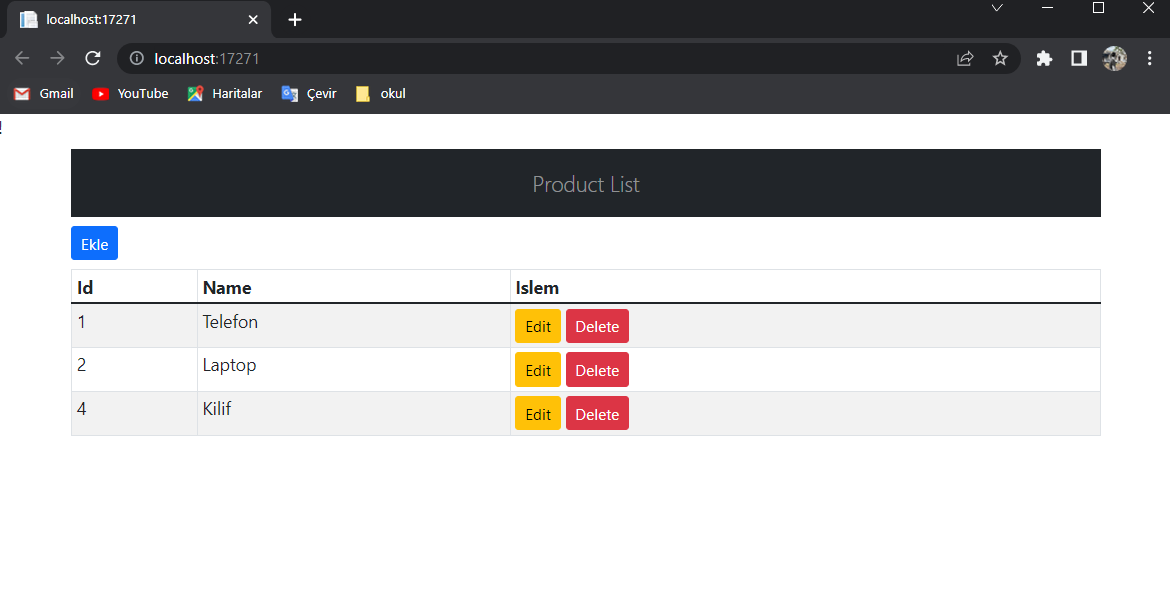 localhost:17271
localhost:17271
Gmail YouTube Haritalar Çevir okul
!
Product List
Ekle
Id Name Islem
1 Telefon Edit Delete
2 Laptop Edit Delete
4 Kilif Edit Delete